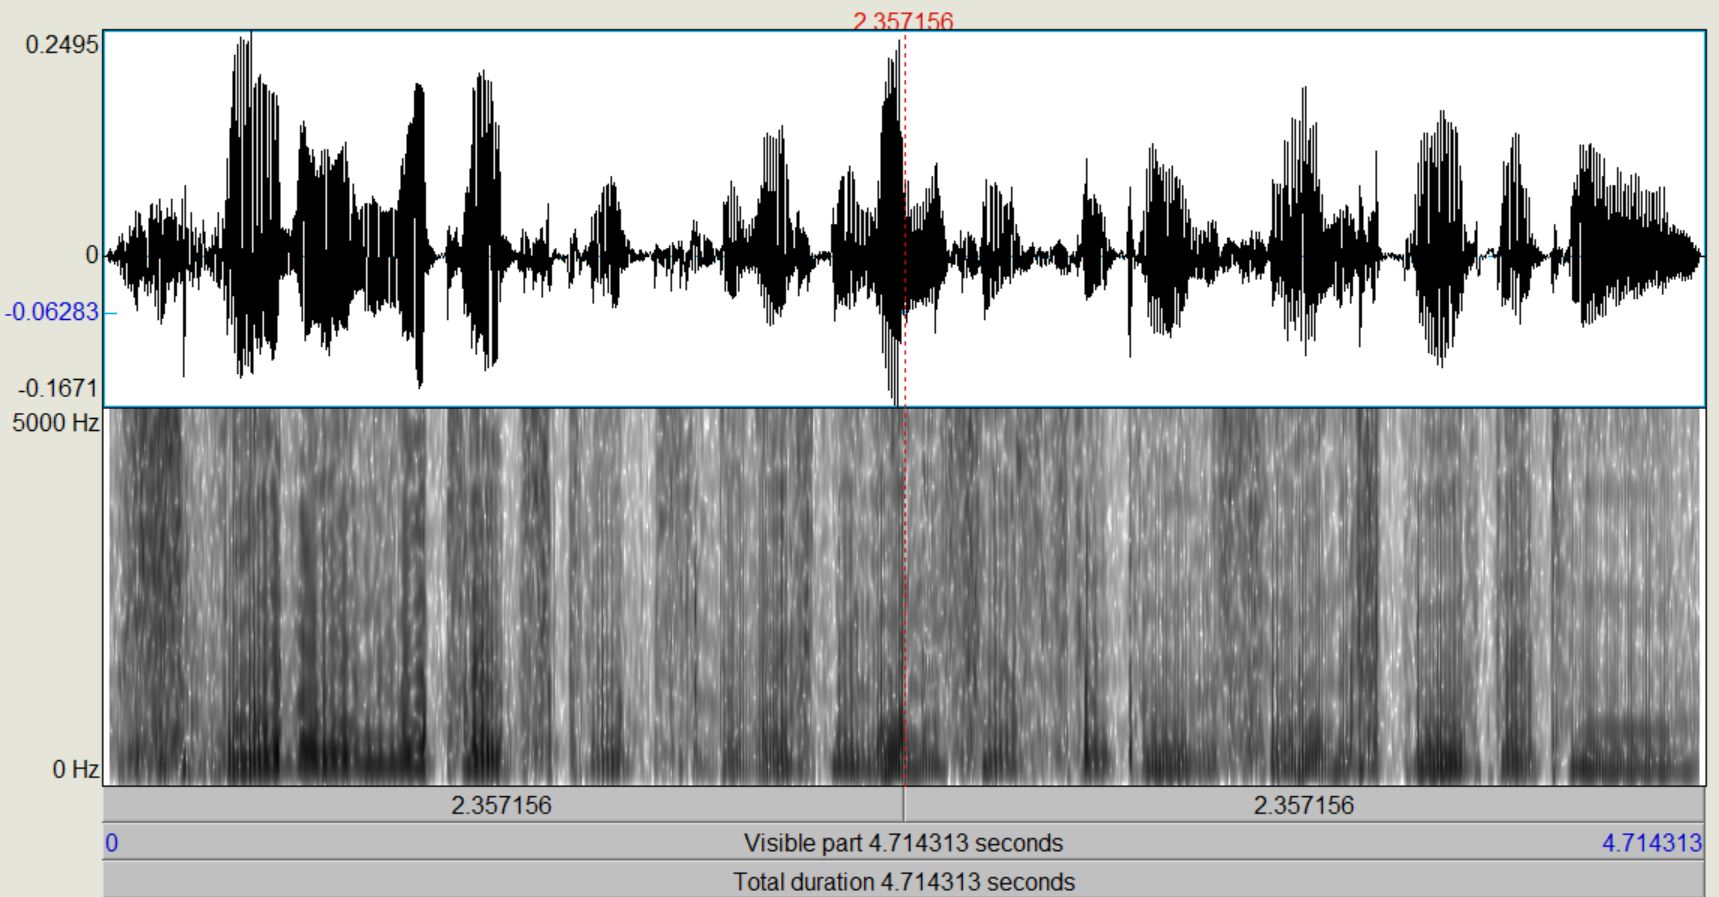 2.357156
0.2495
0
-0.06283
-0.1671
5000 Hz
0 Hz
2.357156 2.357156
0 Visible part 4.714313 seconds 4.714313
Total duration 4.714313 seconds